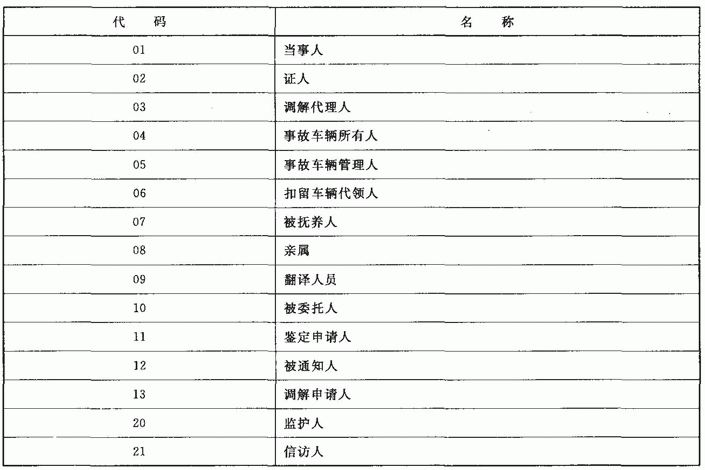 代 码 名 称
01 当事人
02 证人
03 调解代理人
04 事故车辆所有人
05 事故车辆管理人
06 扣留车辆代领人
07 被抚养人
08 亲属
09 翻译人员
10 被委托人
11 鉴定申请人
12 被通知人
13 调解申请人
20 监护人
21 信访人